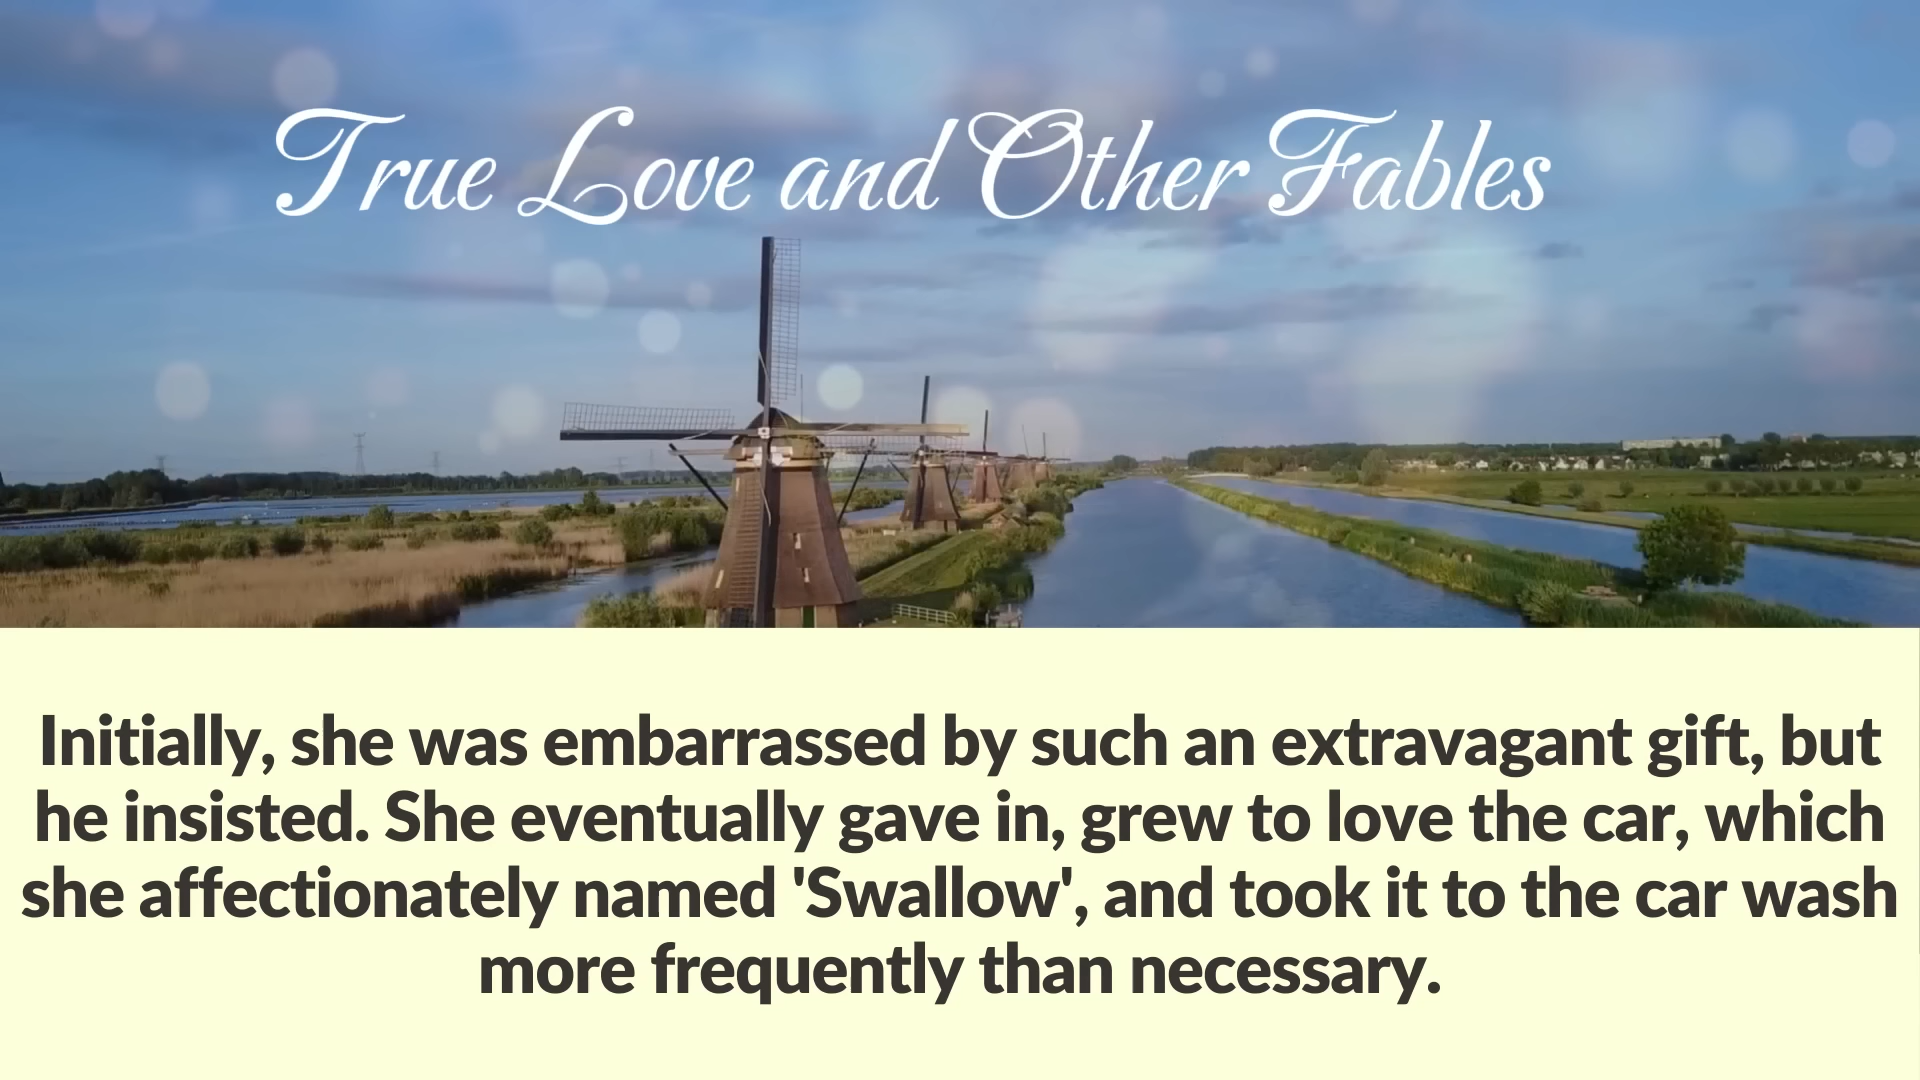 True Love and Other Fables
Initially, she was embarrassed by such an extravagant gift, but
he insisted. She eventually gave in, grew to love the car, which
she affectionately named 'Swallow', and took it to the car wash
more frequently than necessary.